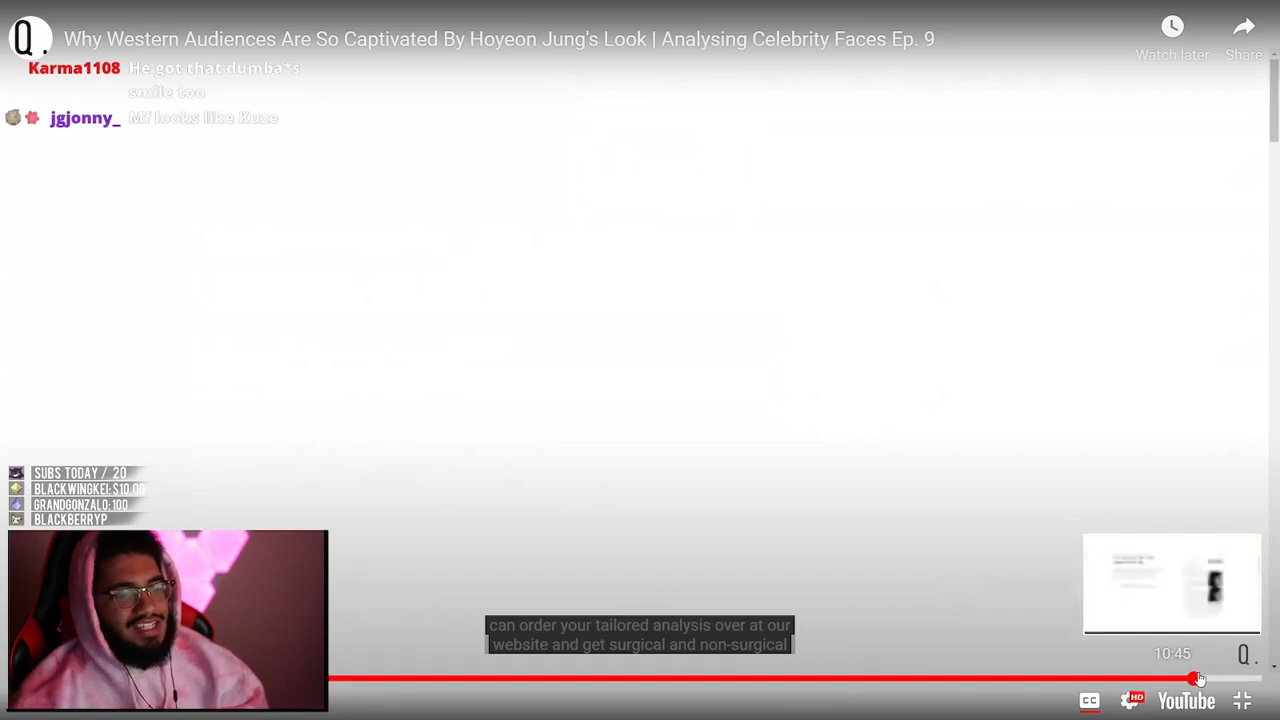 Q.
Why Western Audiences Are So Captivated By Hoyeon Jung's Look | Analysing Celebrity Faces Ep. 9
Watch later
Share
Karma1108 He got that dumba*s
smile too
jgjonny_ Mf looks like Kuze
SUBS TODAY / 20
BLACKWINGKEI: $10.00
GRANDGONZALO: 100
BLACKBERRYP
can order your tailored analysis over at our
website and get surgical and non-surgical
10:45
Q.
CC
HD
YouTube